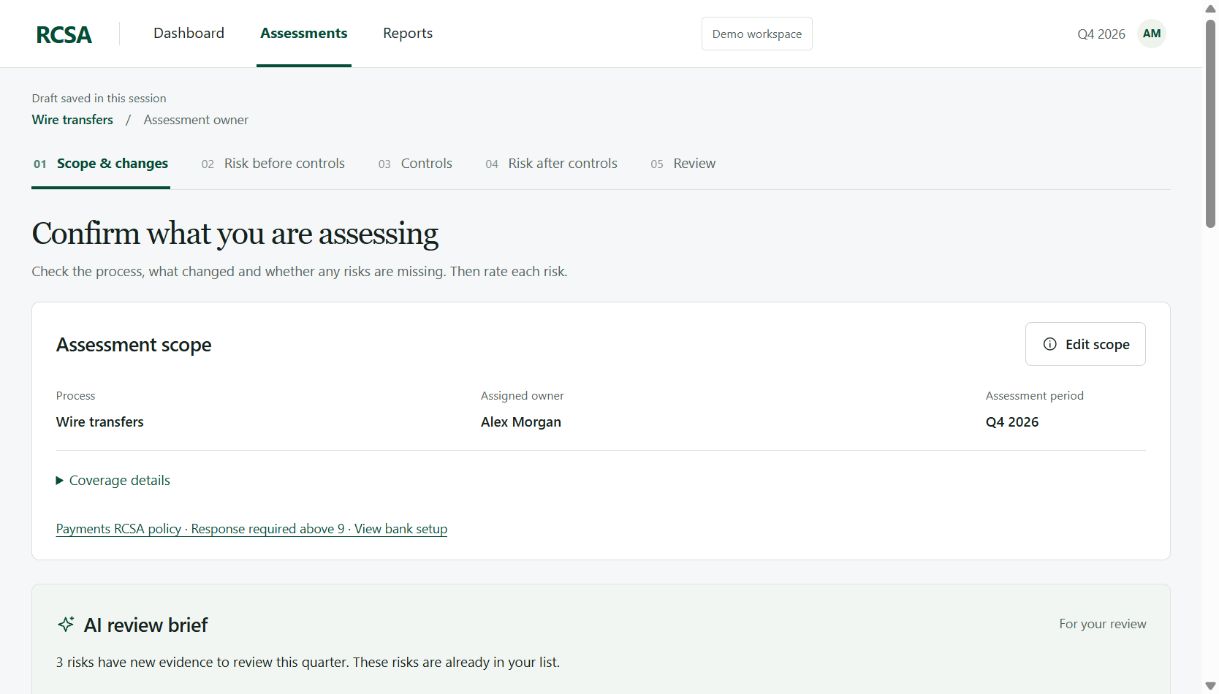 RCSA
Dashboard
Assessments
Reports
Demo workspace
Q4 2026
AM
Draft saved in this session
Wire transfers / Assessment owner
01 Scope & changes
02 Risk before controls
03 Controls
04 Risk after controls
05 Review
Confirm what you are assessing
Check the process, what changed and whether any risks are missing. Then rate each risk.
Assessment scope
Edit scope
Process
Wire transfers
Assigned owner
Alex Morgan
Assessment period
Q4 2026
Coverage details
Payments RCSA policy · Response required above 9 · View bank setup
AI review brief
For your review
3 risks have new evidence to review this quarter. These risks are already in your list.